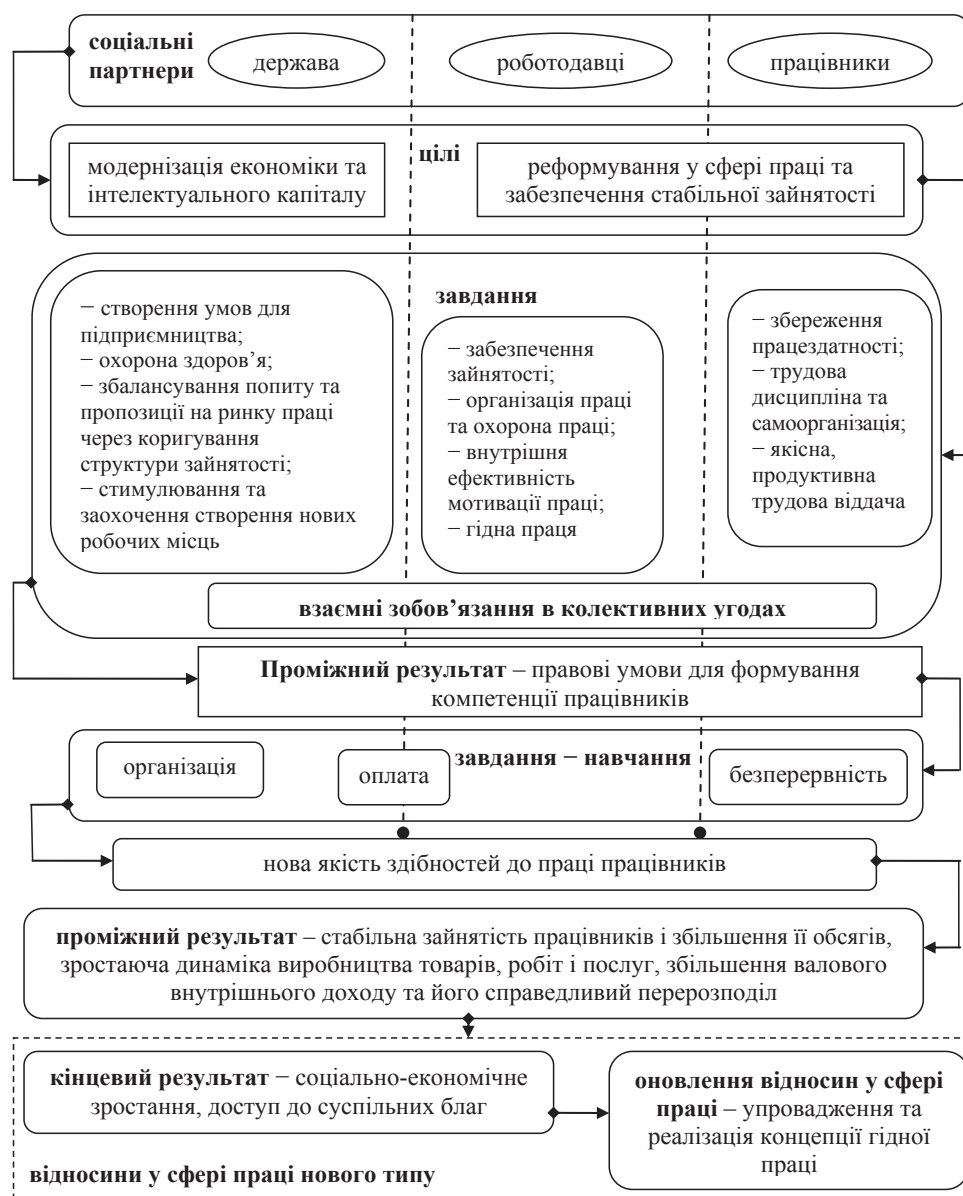 соціальні
партнери
держава
роботодавці
працівники
цілі
модернізація економіки та
інтелектуального капіталу
реформування у сфері праці та
забезпечення стабільної зайнятості
завдання
− створення умов для
підприємництва;
− охорона здоров’я;
− збалансування попиту та
пропозиції на ринку праці
через коригування
структури зайнятості;
− стимулювання та
заохочення створення нових
робочих місць
− забезпечення
зайнятості;
− організація праці
та охорона праці;
− внутрішня
ефективність
мотивації праці;
− гідна праця
− збереження
працездатності;
− трудова
дисципліна та
самоорганізація;
− якісна,
продуктивна
трудова віддача
взаємні зобов’язання в колективних угодах
Проміжний результат – правові умови для формування
компетенції працівників
завдання − навчання
організація
оплата
безперервність
нова якість здібностей до праці працівників
проміжний результат – стабільна зайнятість працівників і збільшення її обсягів,
зростаюча динаміка виробництва товарів, робіт і послуг, збільшення валового
внутрішнього доходу та його справедливий перерозподіл
кінцевий результат − соціально-економічне
зростання, доступ до суспільних благ
оновлення відносин у сфері
праці – упровадження та
реалізація концепції гідної
праці
відносини у сфері праці нового типу